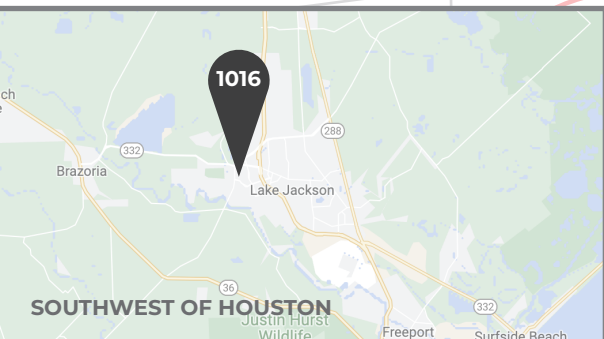 1016
ch
288
332
Brazoria
Lake Jackson
36
SOUTHWEST OF HOUSTON
332
Justin Hurst
Wildlife
Freeport
Surfside Beach